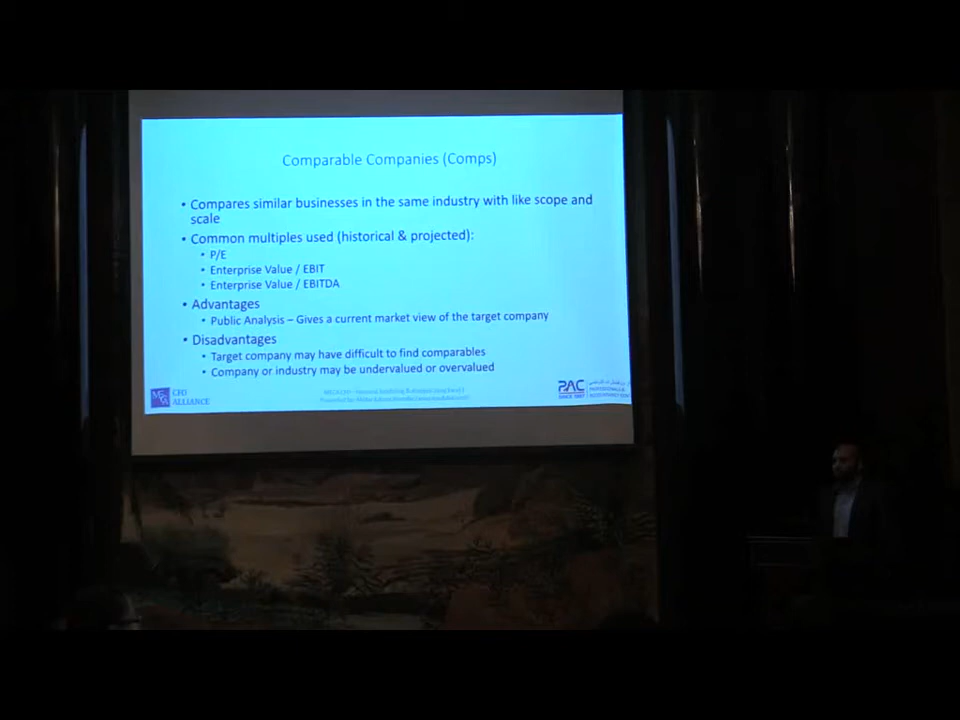 Comparable Companies (Comps)
• Compares similar businesses in the same industry with like scope and
scale
• Common multiples used (historical & projected):
• P/E
• Enterprise Value / EBIT
• Enterprise Value / EBITDA
• Advantages
• Public Analysis – Gives a current market view of the target company
• Disadvantages
• Target company may have difficult to find comparables
• Company or industry may be undervalued or overvalued
CFO
ALLIANCE
PAC
SINCE 1987